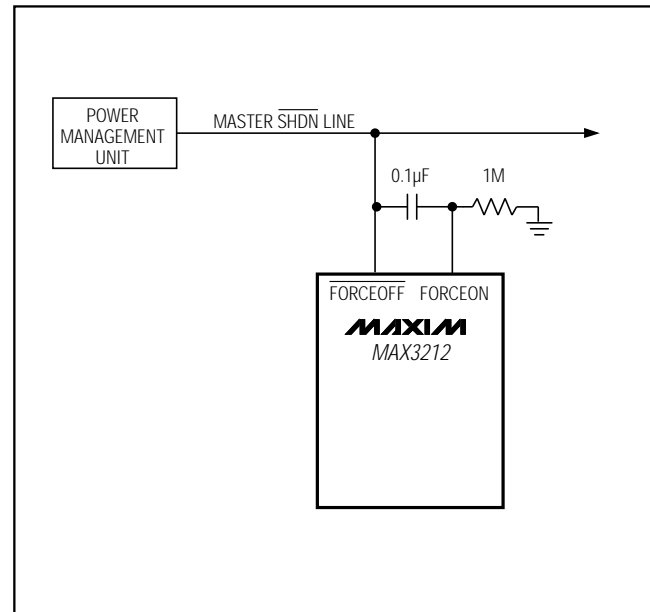 POWER
MANAGEMENT
UNIT
MASTER SHDN LINE
0.1µF
1M
FORCEOFF FORCEON
MAXIM
MAX3212